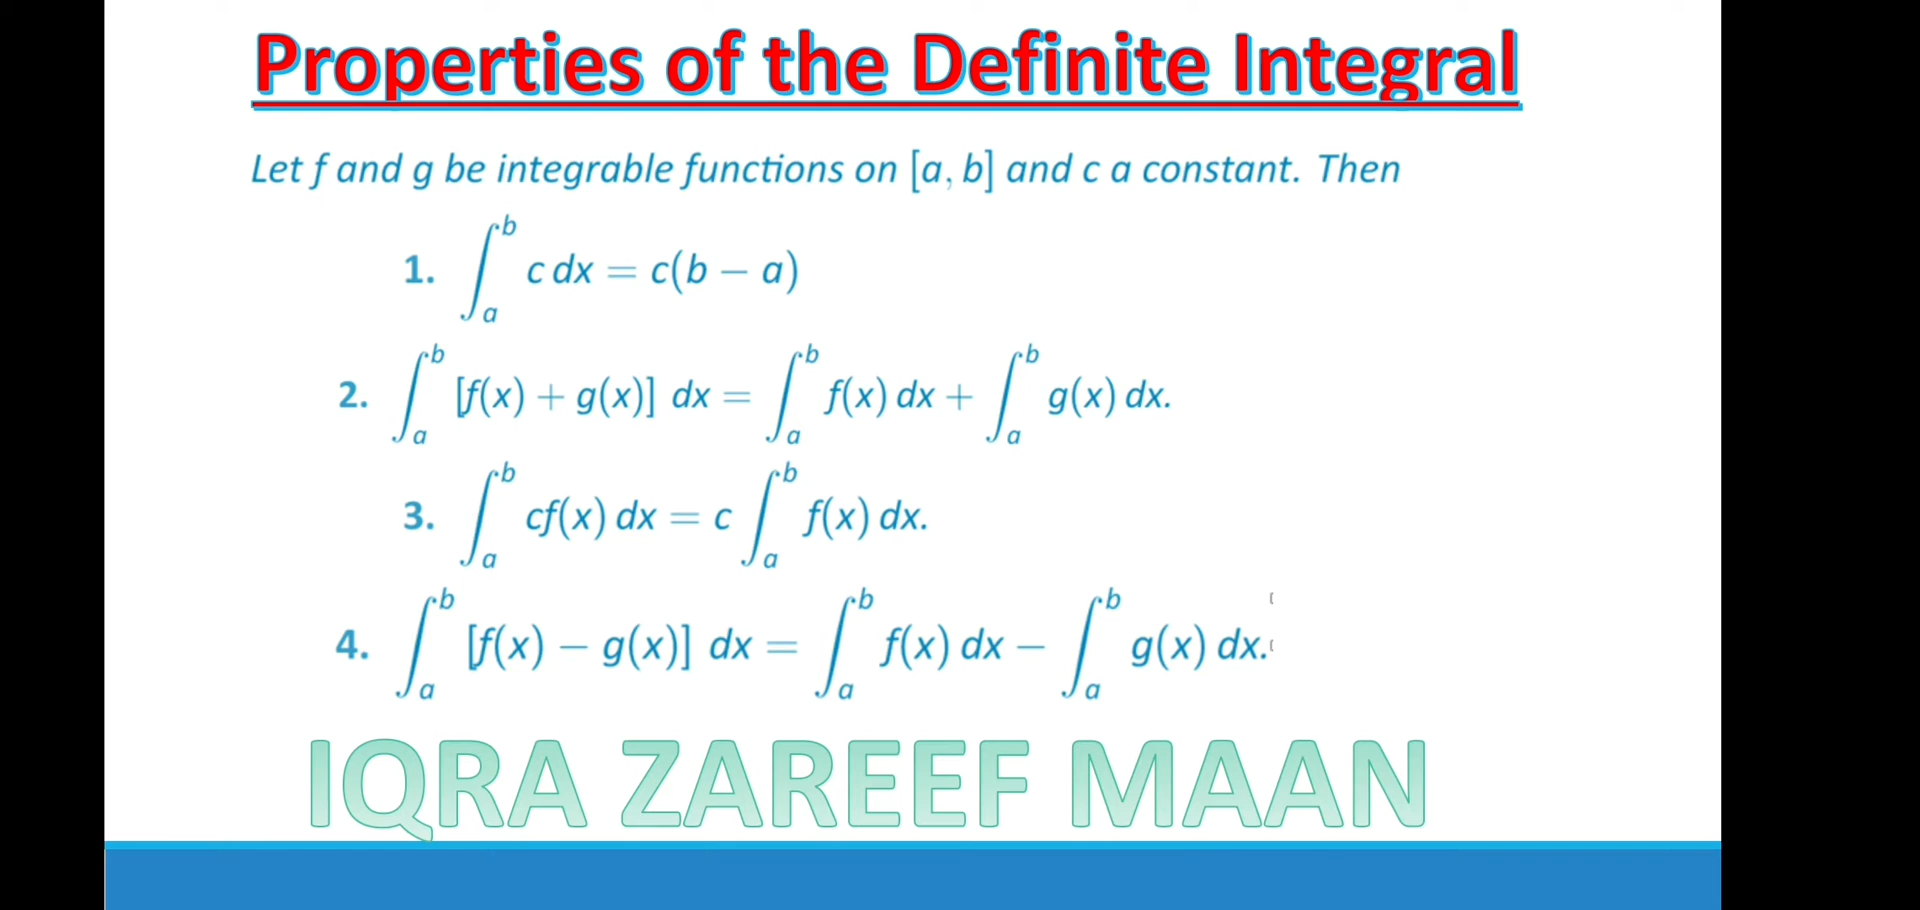 Properties of the Definite Integral
Let f and g be integrable functions on [a, b] and c a constant. Then
1. ∫_a^b c dx = c(b − a)
2. ∫_a^b [f(x) + g(x)] dx = ∫_a^b f(x) dx + ∫_a^b g(x) dx.
3. ∫_a^b cf(x) dx = c ∫_a^b f(x) dx.
4. ∫_a^b [f(x) − g(x)] dx = ∫_a^b f(x) dx − ∫_a^b g(x) dx.
IQRA ZAREEF MAAN